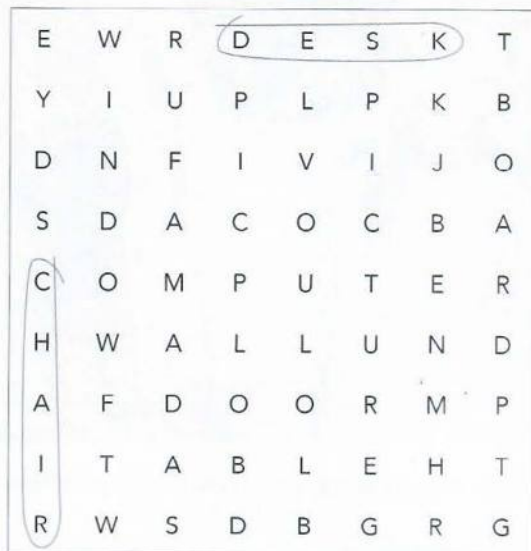 E W R D E S K T
Y I U P L P K B
D N F I V I J O
S D A C O C B A
C O M P U T E R
H W A L L U N D
A F D O O R M P
I T A B L E H T
R W S D B G R G